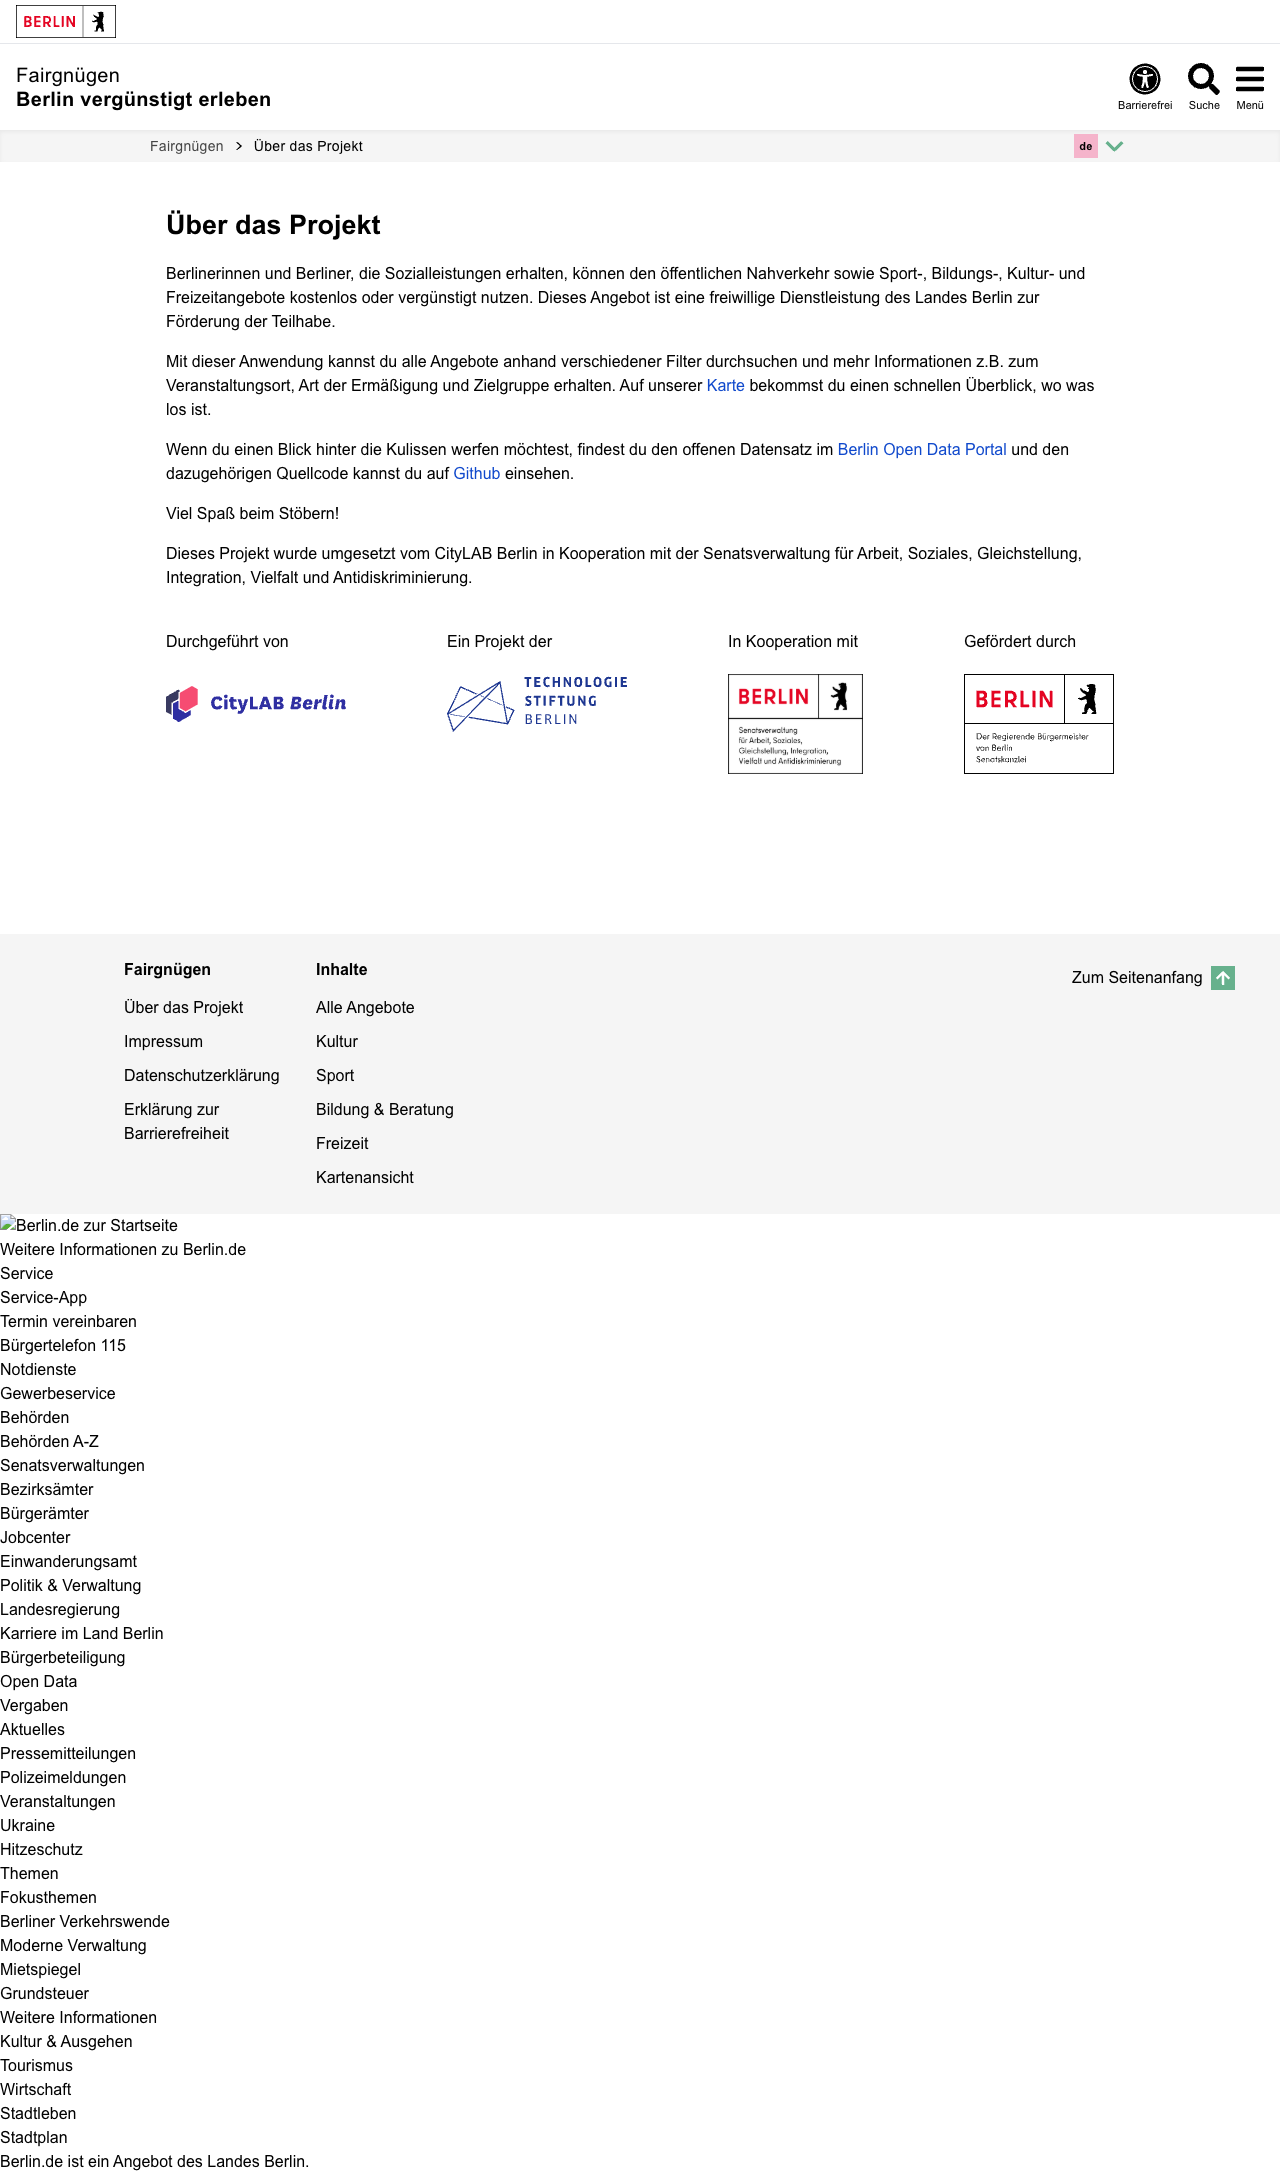 BERLIN
Fairgnügen
Berlin vergünstigt erleben
Barrierefrei
Suche
Menü
Fairgnügen > Über das Projekt
de
Über das Projekt
Berlinerinnen und Berliner, die Sozialleistungen erhalten, können den öffentlichen Nahverkehr sowie Sport-, Bildungs-, Kultur- und
Freizeitangebote kostenlos oder vergünstigt nutzen. Dieses Angebot ist eine freiwillige Dienstleistung des Landes Berlin zur
Förderung der Teilhabe.
Mit dieser Anwendung kannst du alle Angebote anhand verschiedener Filter durchsuchen und mehr Informationen z.B. zum
Veranstaltungsort, Art der Ermäßigung und Zielgruppe erhalten. Auf unserer Karte bekommst du einen schnellen Überblick, wo was
los ist.
Wenn du einen Blick hinter die Kulissen werfen möchtest, findest du den offenen Datensatz im Berlin Open Data Portal und den
dazugehörigen Quellcode kannst du auf Github einsehen.
Viel Spaß beim Stöbern!
Dieses Projekt wurde umgesetzt vom CityLAB Berlin in Kooperation mit der Senatsverwaltung für Arbeit, Soziales, Gleichstellung,
Integration, Vielfalt und Antidiskriminierung.
Durchgeführt von
CityLAB Berlin
Ein Projekt der
TECHNOLOGIE
STIFTUNG
BERLIN
In Kooperation mit
BERLIN
Senatsverwaltung
für Arbeit, Soziales,
Gleichstellung, Integration,
Vielfalt und Antidiskriminierung
Gefördert durch
BERLIN
Der Regierende Bürgermeister
von Berlin
Senatskanzlei
Fairgnügen
Über das Projekt
Impressum
Datenschutzerklärung
Erklärung zur
Barrierefreiheit
Inhalte
Alle Angebote
Kultur
Sport
Bildung & Beratung
Freizeit
Kartenansicht
Zum Seitenanfang
Berlin.de zur Startseite
Weitere Informationen zu Berlin.de
Service
Service-App
Termin vereinbaren
Bürgertelefon 115
Notdienste
Gewerbeservice
Behörden
Behörden A-Z
Senatsverwaltungen
Bezirksämter
Bürgerämter
Jobcenter
Einwanderungsamt
Politik & Verwaltung
Landesregierung
Karriere im Land Berlin
Bürgerbeteiligung
Open Data
Vergaben
Aktuelles
Pressemitteilungen
Polizeimeldungen
Veranstaltungen
Ukraine
Hitzeschutz
Themen
Fokusthemen
Berliner Verkehrswende
Moderne Verwaltung
Mietspiegel
Grundsteuer
Weitere Informationen
Kultur & Ausgehen
Tourismus
Wirtschaft
Stadtleben
Stadtplan
Berlin.de ist ein Angebot des Landes Berlin.